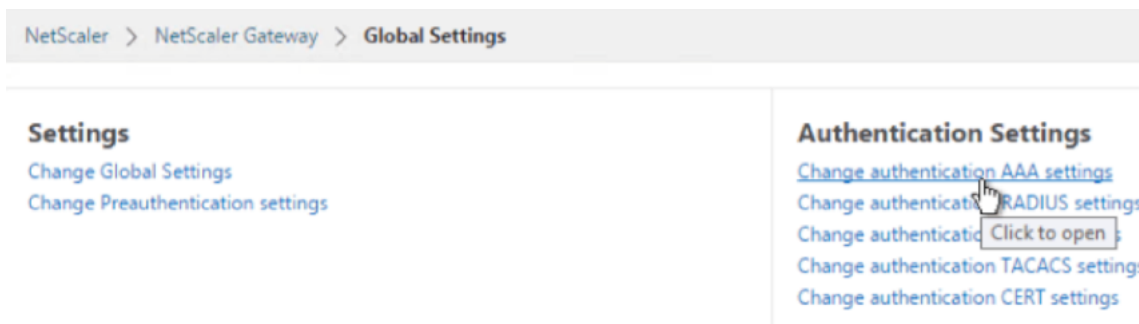 NetScaler > NetScaler Gateway > Global Settings
Settings
Change Global Settings
Change Preauthentication settings
Authentication Settings
Change authentication AAA settings
Change authenticatio RADIUS settings
Change authenticatio
Click to open
Change authentication TACACS settings
Change authentication CERT settings